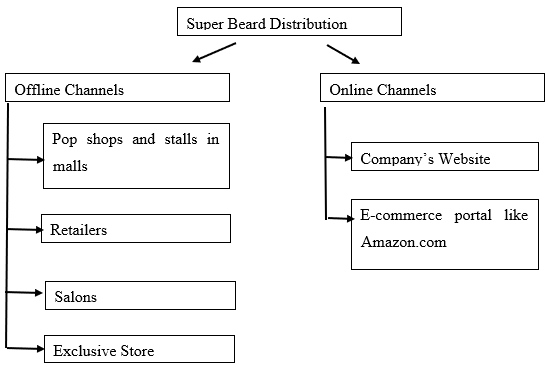 Super Beard Distribution
Offline Channels
Online Channels
Pop shops and stalls in
malls
Retailers
Salons
Exclusive Store
Company’s Website
E-commerce portal like
Amazon.com